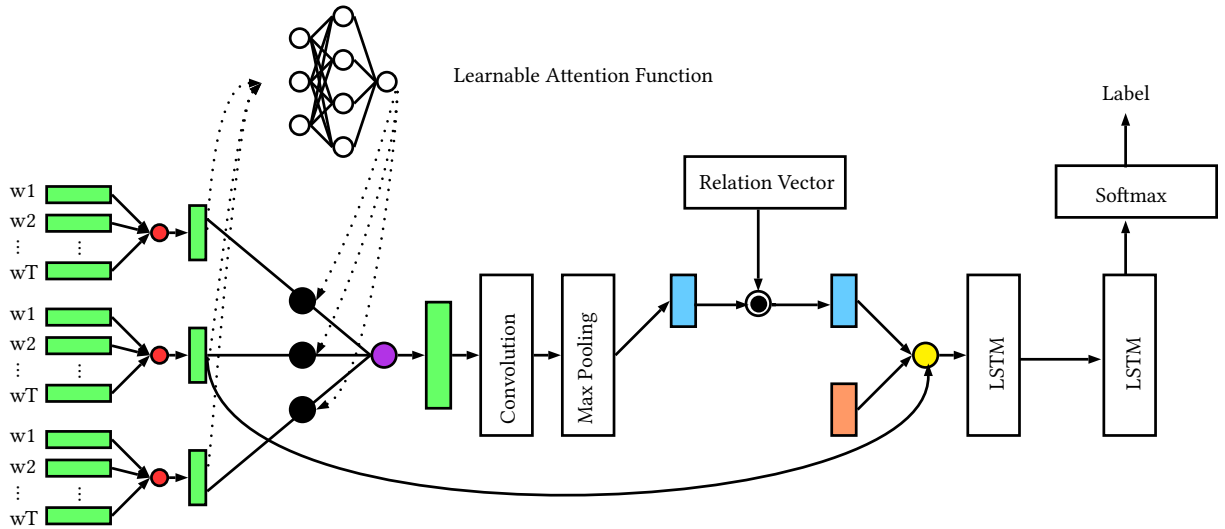 Learnable Attention Function
Label
Relation Vector
Softmax
w1
w2
...
...
wT
w1
w2
...
...
wT
w1
w2
...
...
wT
Convolution
Max Pooling
LSTM
LSTM